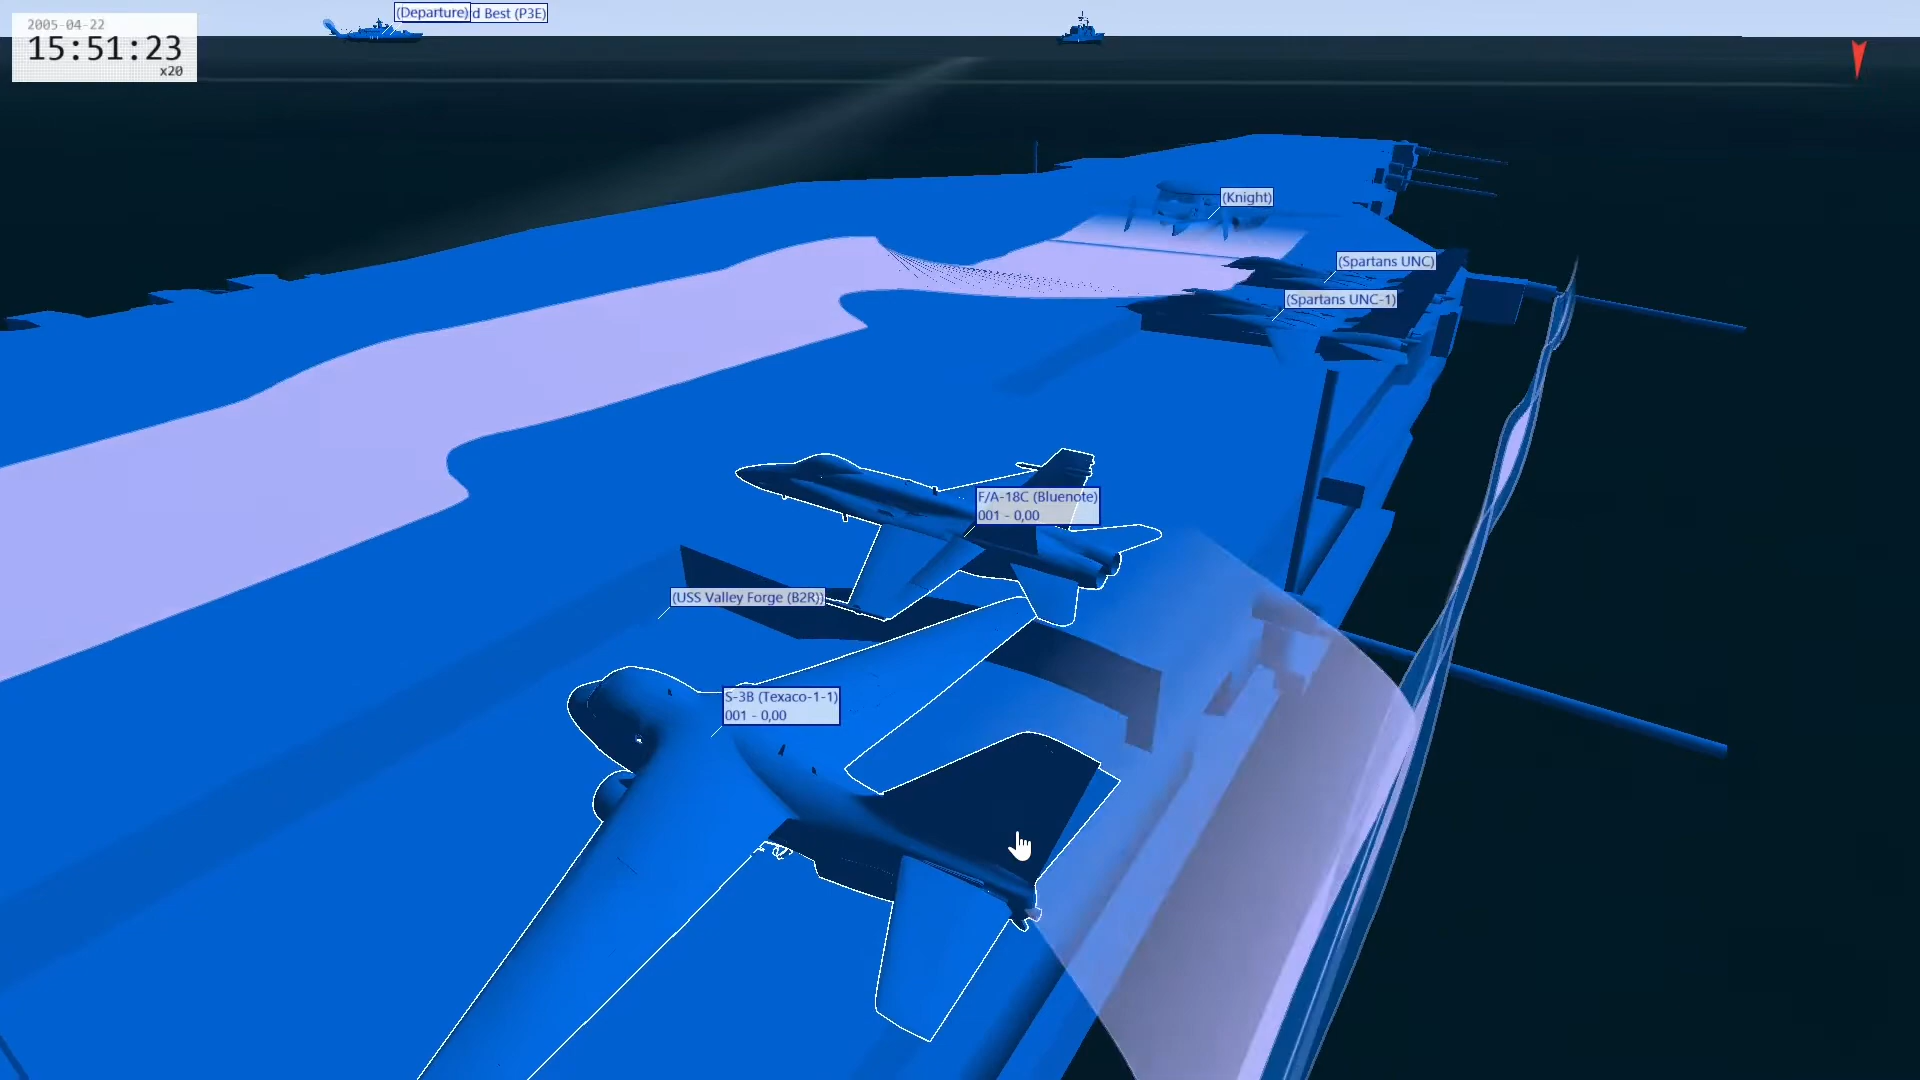 2005-04-22
15:51:23
x20
(Departure)
d Best (P3E)
(Knight)
(Spartans UNC)
(Spartans UNC-1)
F/A-18C (Bluenote)
001 - 0,00
(USS Valley Forge (B2R))
S-3B (Texaco-1-1)
001 - 0,00